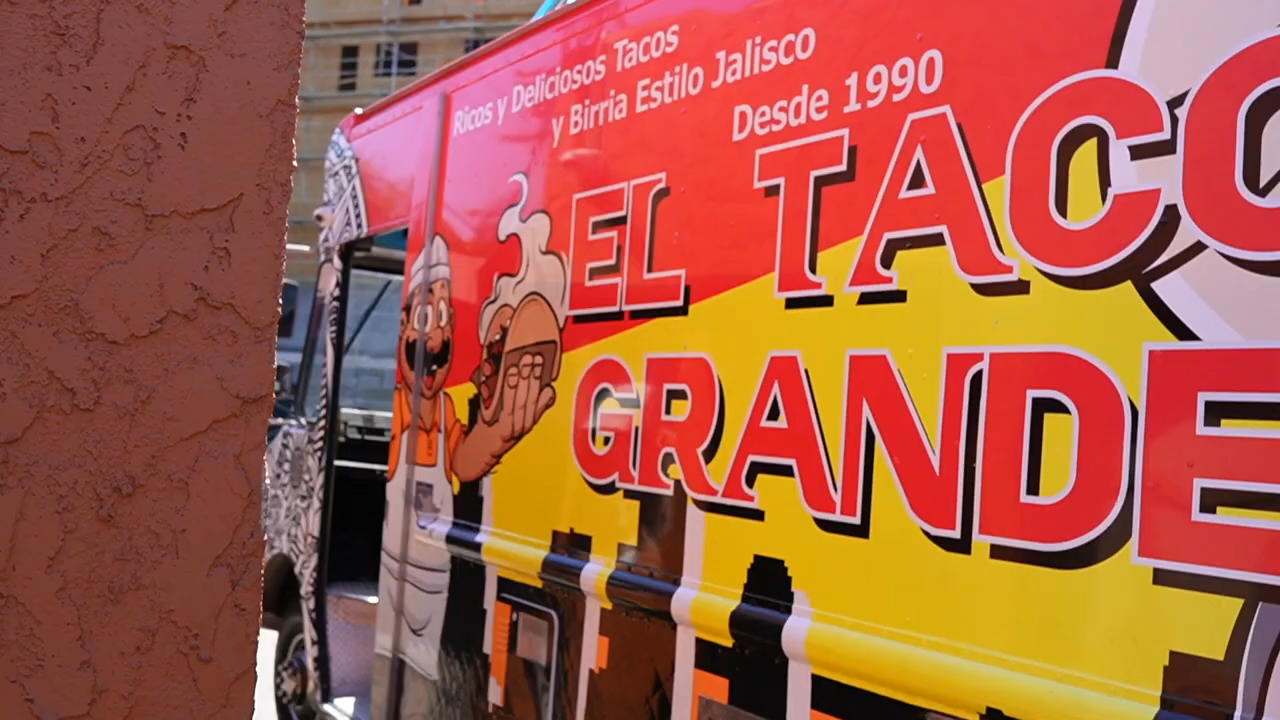 Ricos y Deliciosos Tacos
y Birria Estilo Jalisco
Desde 1990
EL TACO
GRANDE